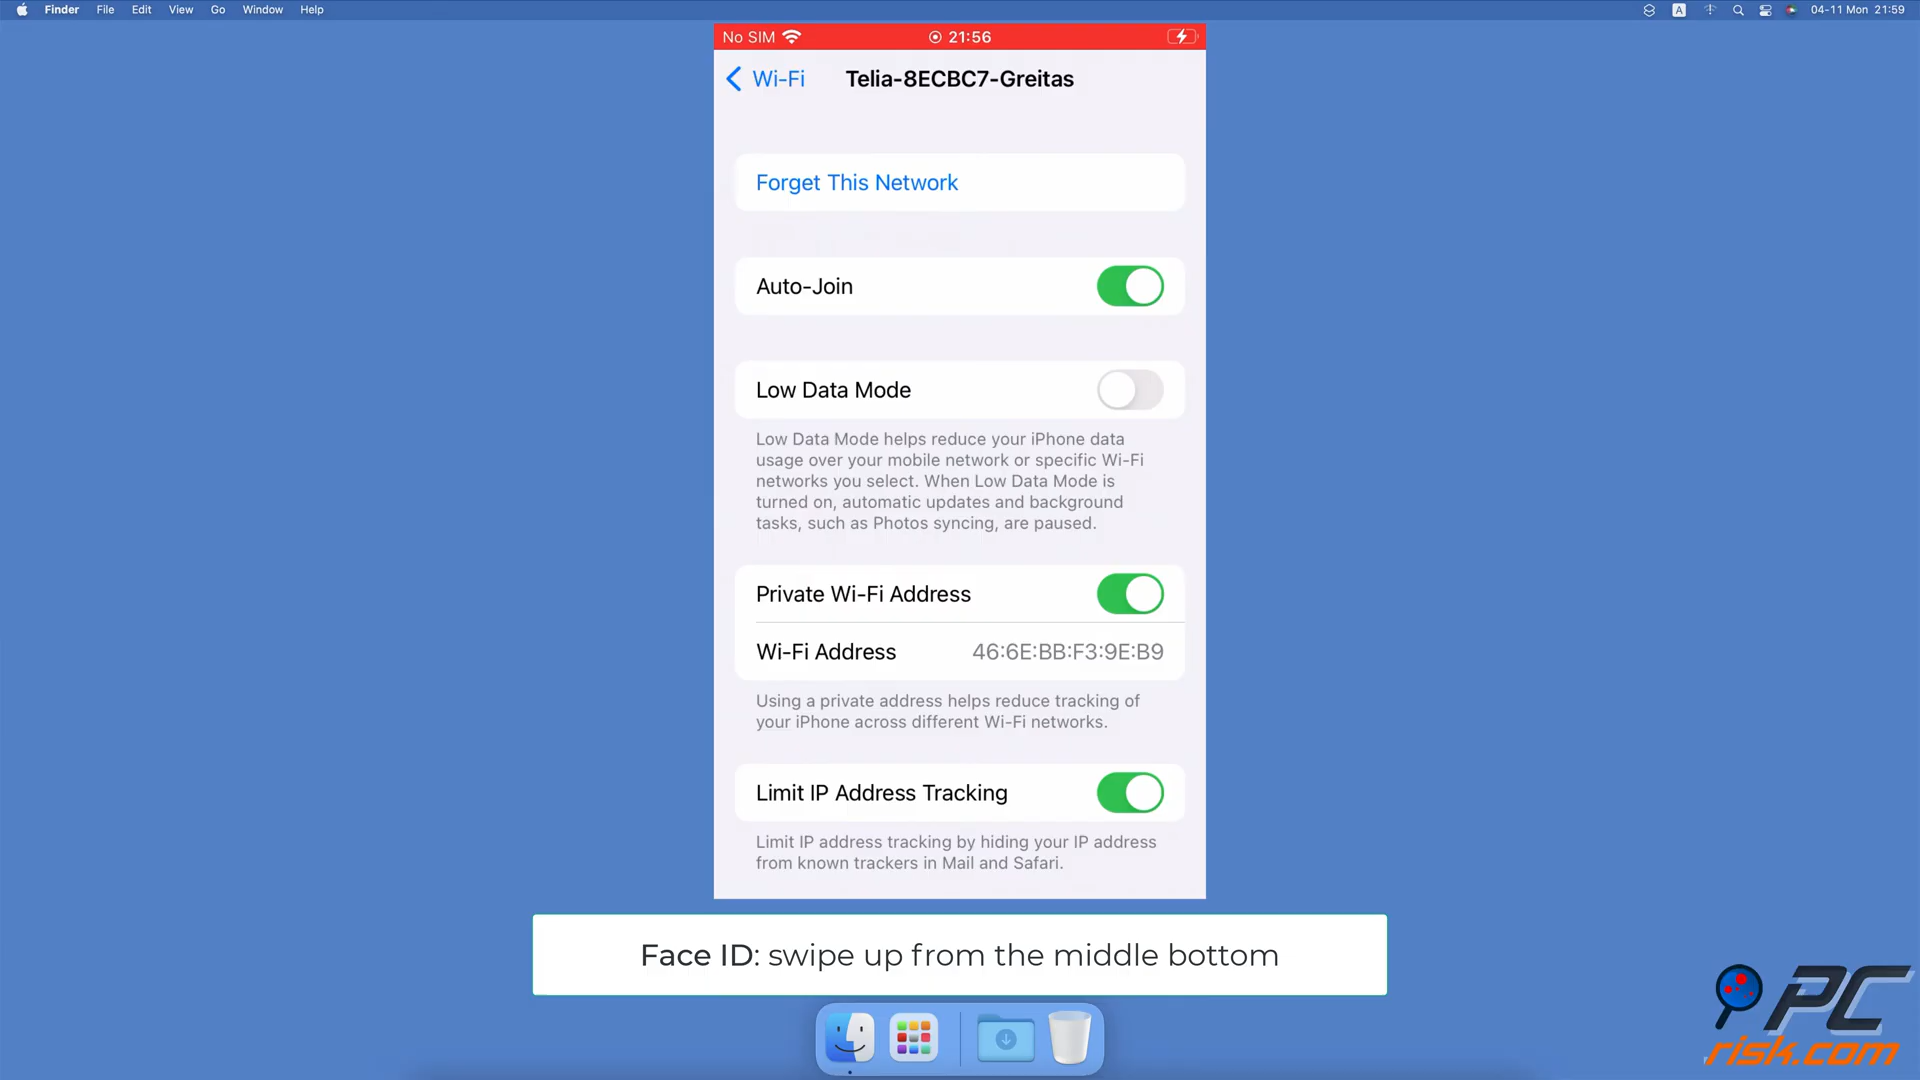 Finder File Edit View Go Window Help
A 04-11 Mon 21:59
No SIM 21:56
Wi-Fi Telia-8ECBC7-Greitas
Forget This Network
Auto-Join
Low Data Mode
Low Data Mode helps reduce your iPhone data
usage over your mobile network or specific Wi-Fi
networks you select. When Low Data Mode is
turned on, automatic updates and background
tasks, such as Photos syncing, are paused.
Private Wi-Fi Address
Wi-Fi Address 46:6E:BB:F3:9E:B9
Using a private address helps reduce tracking of
your iPhone across different Wi-Fi networks.
Limit IP Address Tracking
Limit IP address tracking by hiding your IP address
from known trackers in Mail and Safari.
Face ID: swipe up from the middle bottom
PC
risk.com